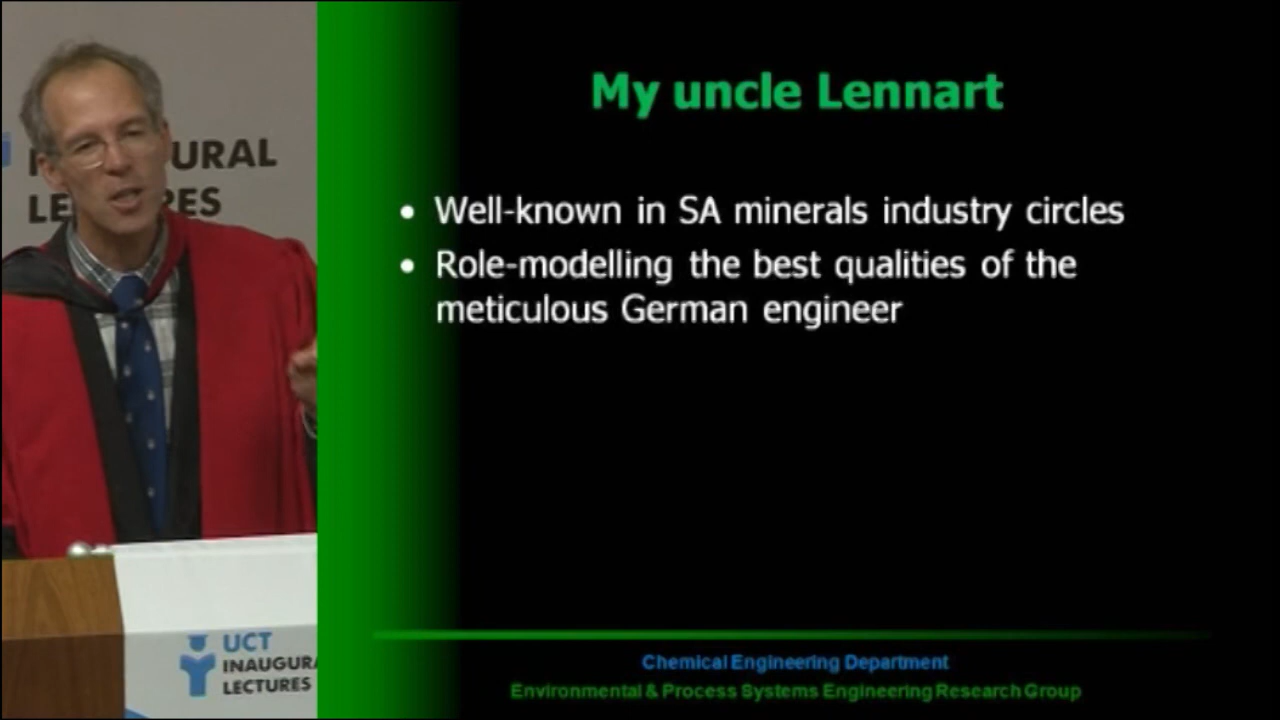 URAL
LE RES
UCT
INAUGURA
LECTURES
My uncle Lennart
• Well-known in SA minerals industry circles
• Role-modelling the best qualities of the
meticulous German engineer
Chemical Engineering Department
Environmental & Process Systems Engineering Research Group